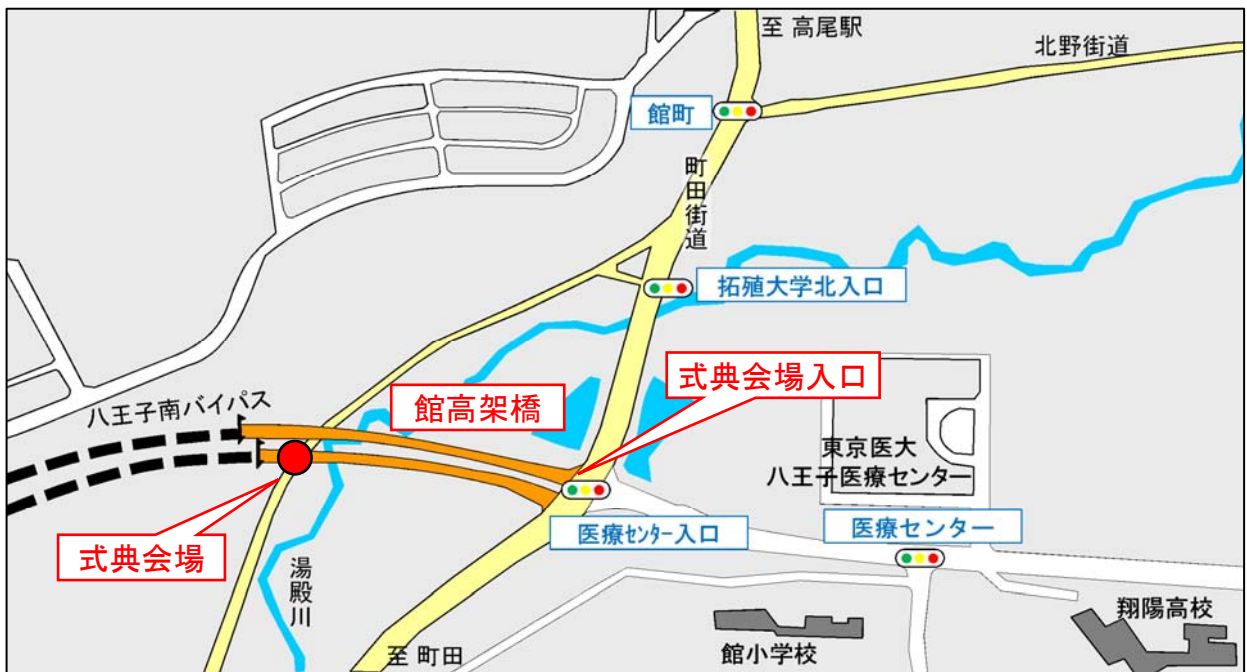 至 高尾駅
北野街道
館町
町田街道
拓殖大学北入口
式典会場入口
館高架橋
八王子南バイパス
東京医大
八王子医療センター
医療センター入口
医療センター
式典会場
湯殿川
至 町田
館小学校
翔陽高校